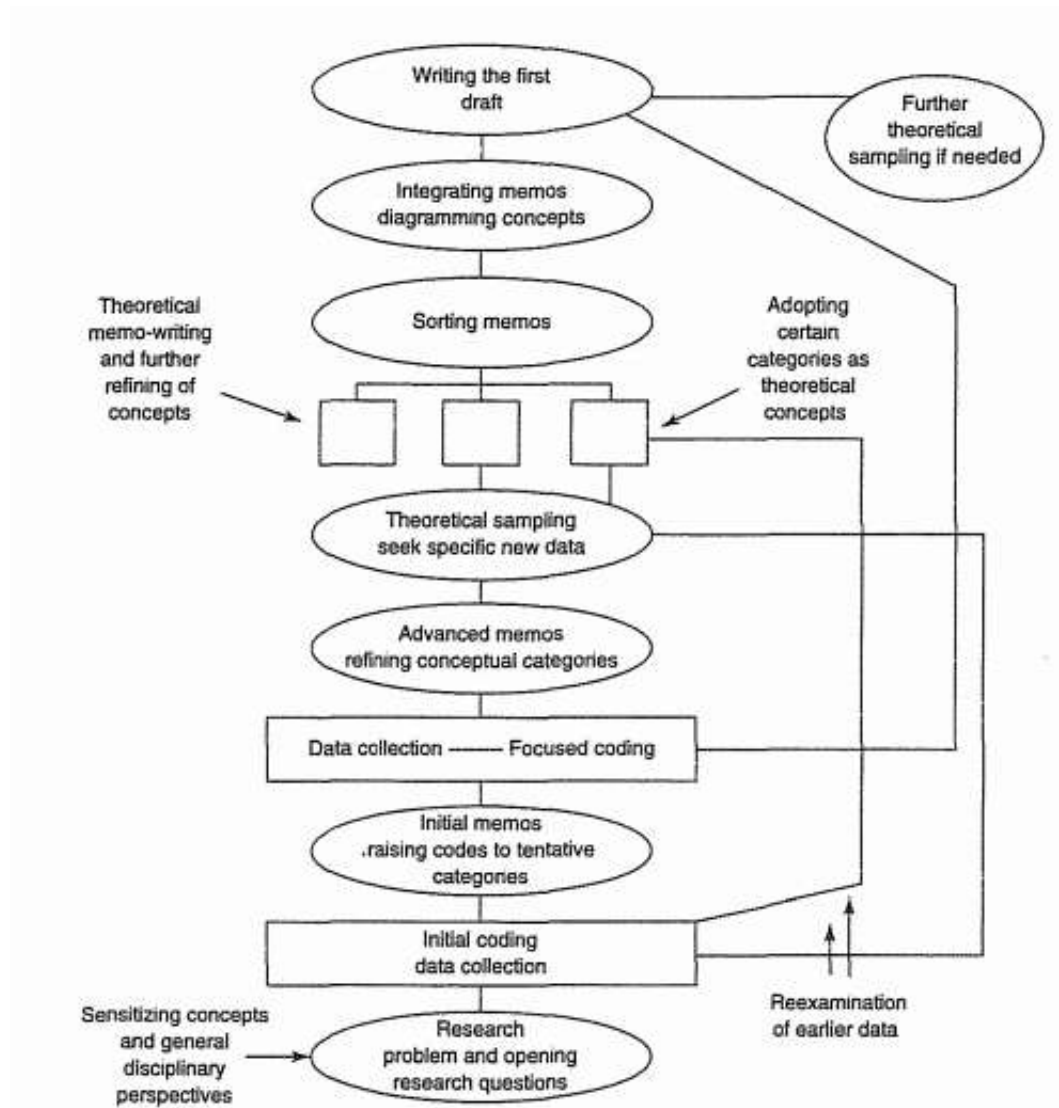 Writing the first
draft
Further
theoretical
sampling if needed
Integrating memos
diagramming concepts
Theoretical
memo-writing
and further
refining of
concepts
Sorting memos
Adopting
certain
categories as
theoretical
concepts
Theoretical sampling
seek specific new data
Advanced memos
refining conceptual categories
Data collection -------- Focused coding
Initial memos
.raising codes to tentative
categories
Initial coding
data collection
Reexamination
of earlier data
Sensitizing concepts
and general
disciplinary
perspectives
Research
problem and opening
research questions